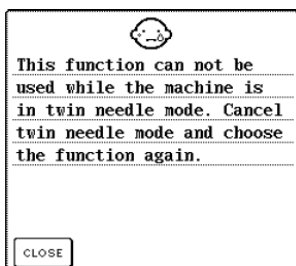 This function can not be
used while the machine is
in twin needle mode. Cancel
twin needle mode and choose
the function again.
CLOSE